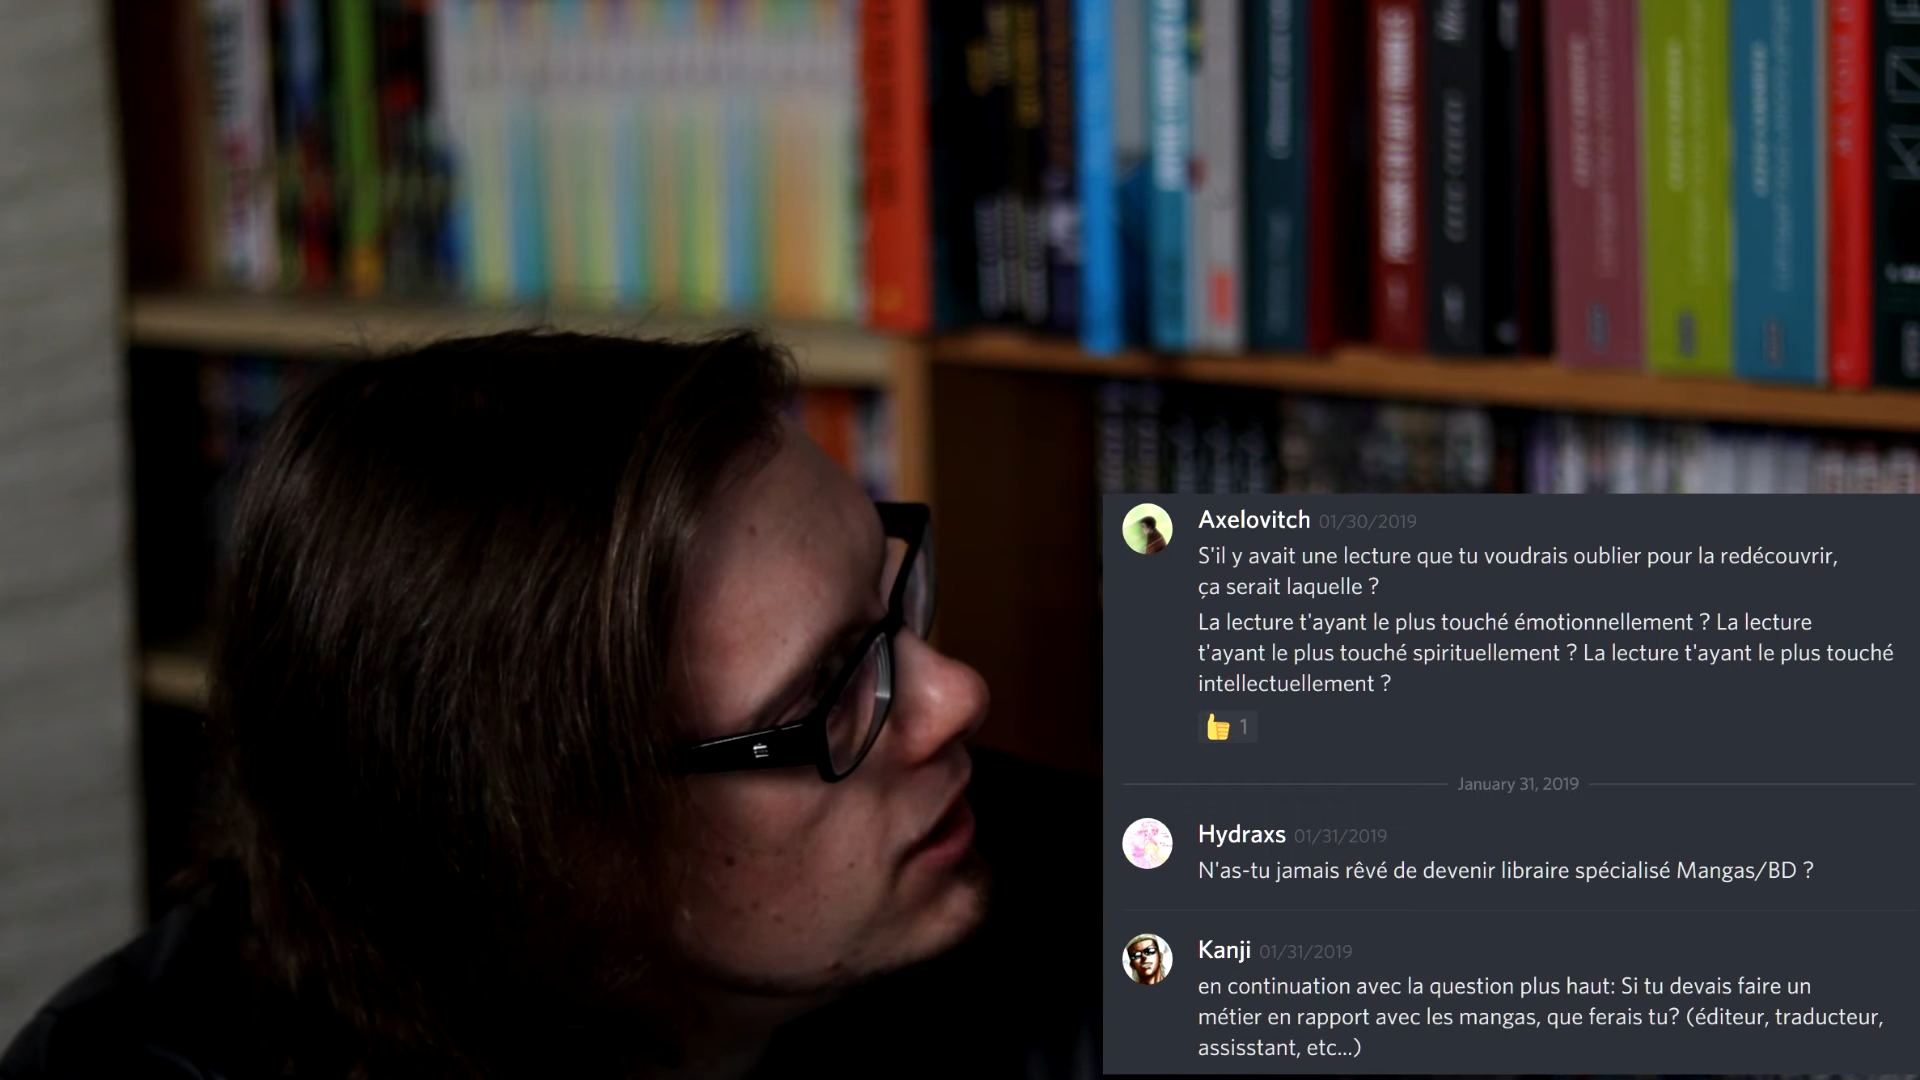 Axelovitch 01/30/2019
S'il y avait une lecture que tu voudrais oublier pour la redécouvrir,
ça serait laquelle ?
La lecture t'ayant le plus touché émotionnellement ? La lecture
t'ayant le plus touché spirituellement ? La lecture t'ayant le plus touché
intellectuellement ?
1
January 31, 2019
Hydraxs 01/31/2019
N'as-tu jamais rêvé de devenir libraire spécialisé Mangas/BD ?
Kanji 01/31/2019
en continuation avec la question plus haut: Si tu devais faire un
métier en rapport avec les mangas, que ferais tu? (éditeur, traducteur,
assisstant, etc...)